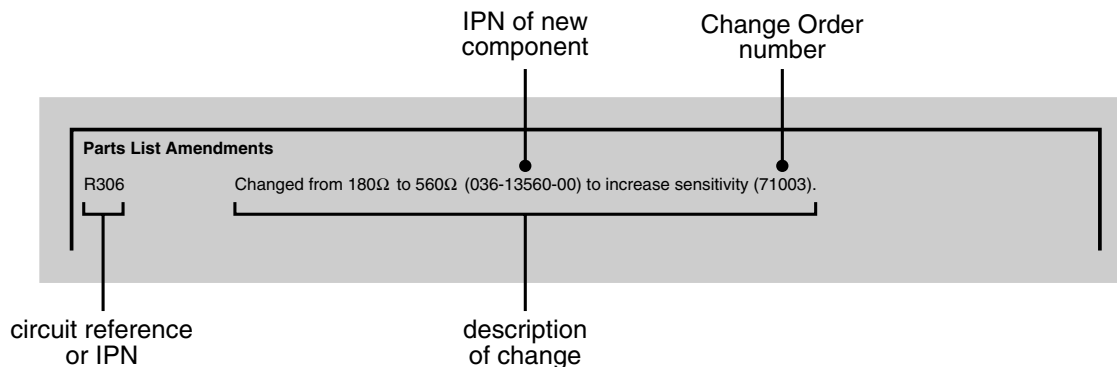 IPN of new
component
Change Order
number
Parts List Amendments
R306 Changed from 180Ω to 560Ω (036-13560-00) to increase sensitivity (71003).
circuit reference
or IPN
description
of change